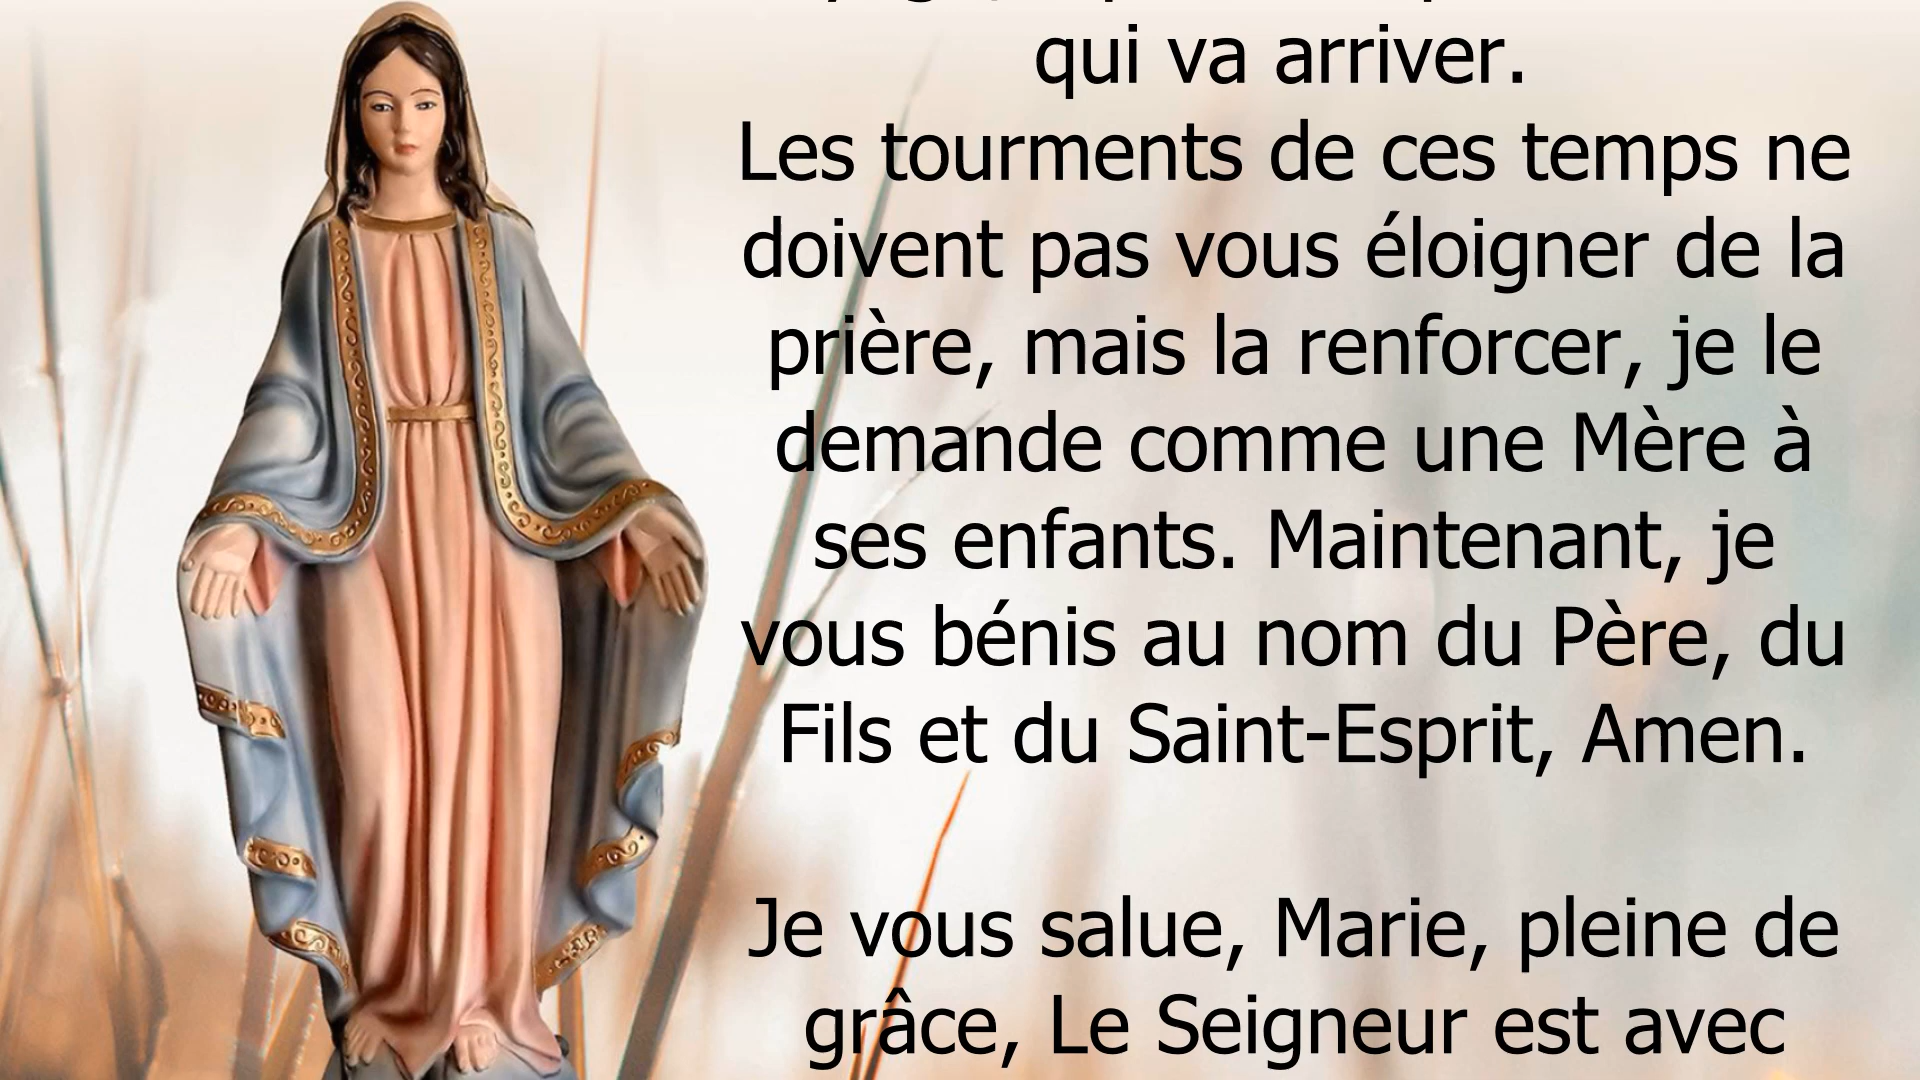 qui va arriver.
Les tourments de ces temps ne
doivent pas vous éloigner de la
prière, mais la renforcer, je le
demande comme une Mère à
ses enfants. Maintenant, je
vous bénis au nom du Père, du
Fils et du Saint-Esprit, Amen.
Je vous salue, Marie, pleine de
grâce, Le Seigneur est avec